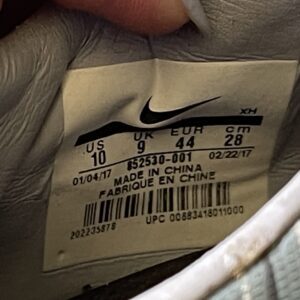 XH
US UK EUR cm
10 9 44 28
852530-001
01/04/17 02/22/17
MADE IN CHINA
FABRIQUE EN CHINE
202235878 UPC 00883418011000